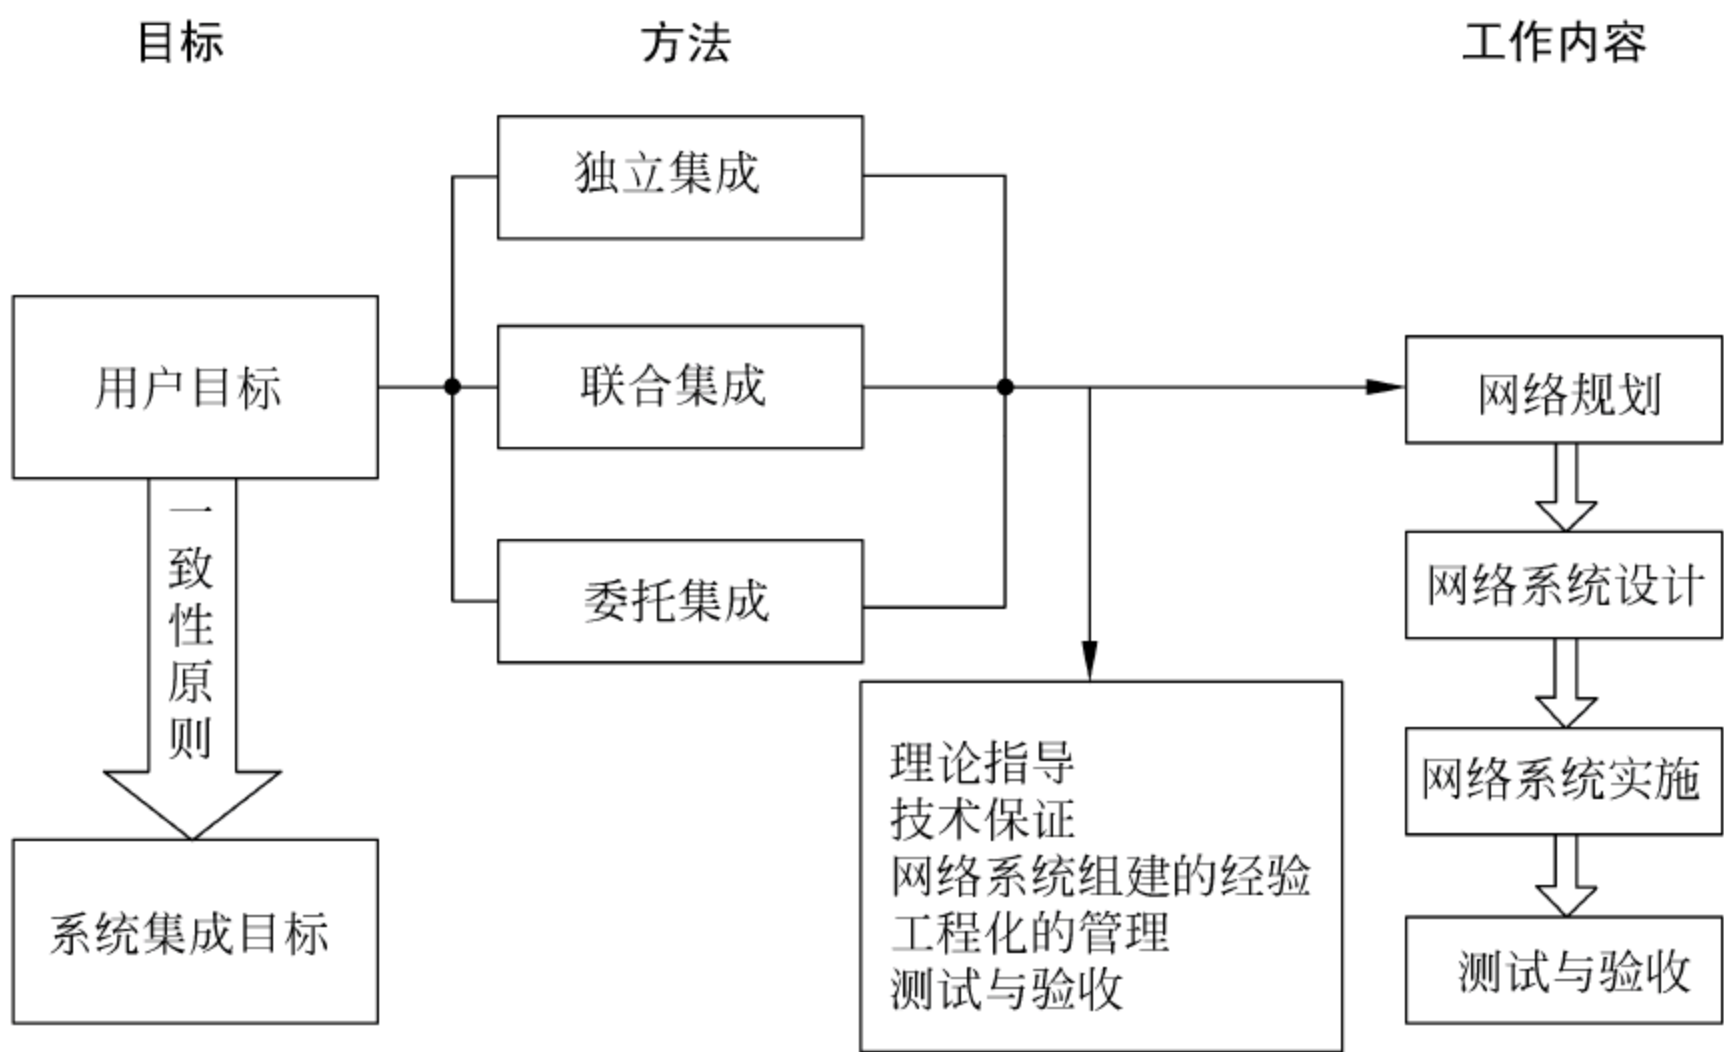 目标
方法
工作内容
独立集成
用户目标
联合集成
网络规划
一致性原则
委托集成
网络系统设计
理论指导
技术保证
网络系统组建的经验
工程化的管理
测试与验收
网络系统实施
系统集成目标
测试与验收